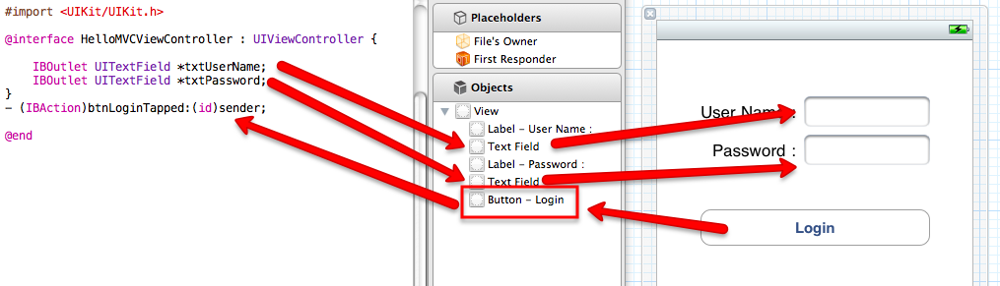 #import <UIKit/UIKit.h>
@interface HelloMVCViewController : UIViewController {
IBOutlet UITextField *txtUserName;
IBOutlet UITextField *txtPassword;
}
- (IBAction)btnLoginTapped:(id)sender;
@end
Placeholders
File's Owner
First Responder
Objects
View
Label - User Name :
Text Field
Label - Password :
Text Field
Button - Login
User Name :
Password :
Login